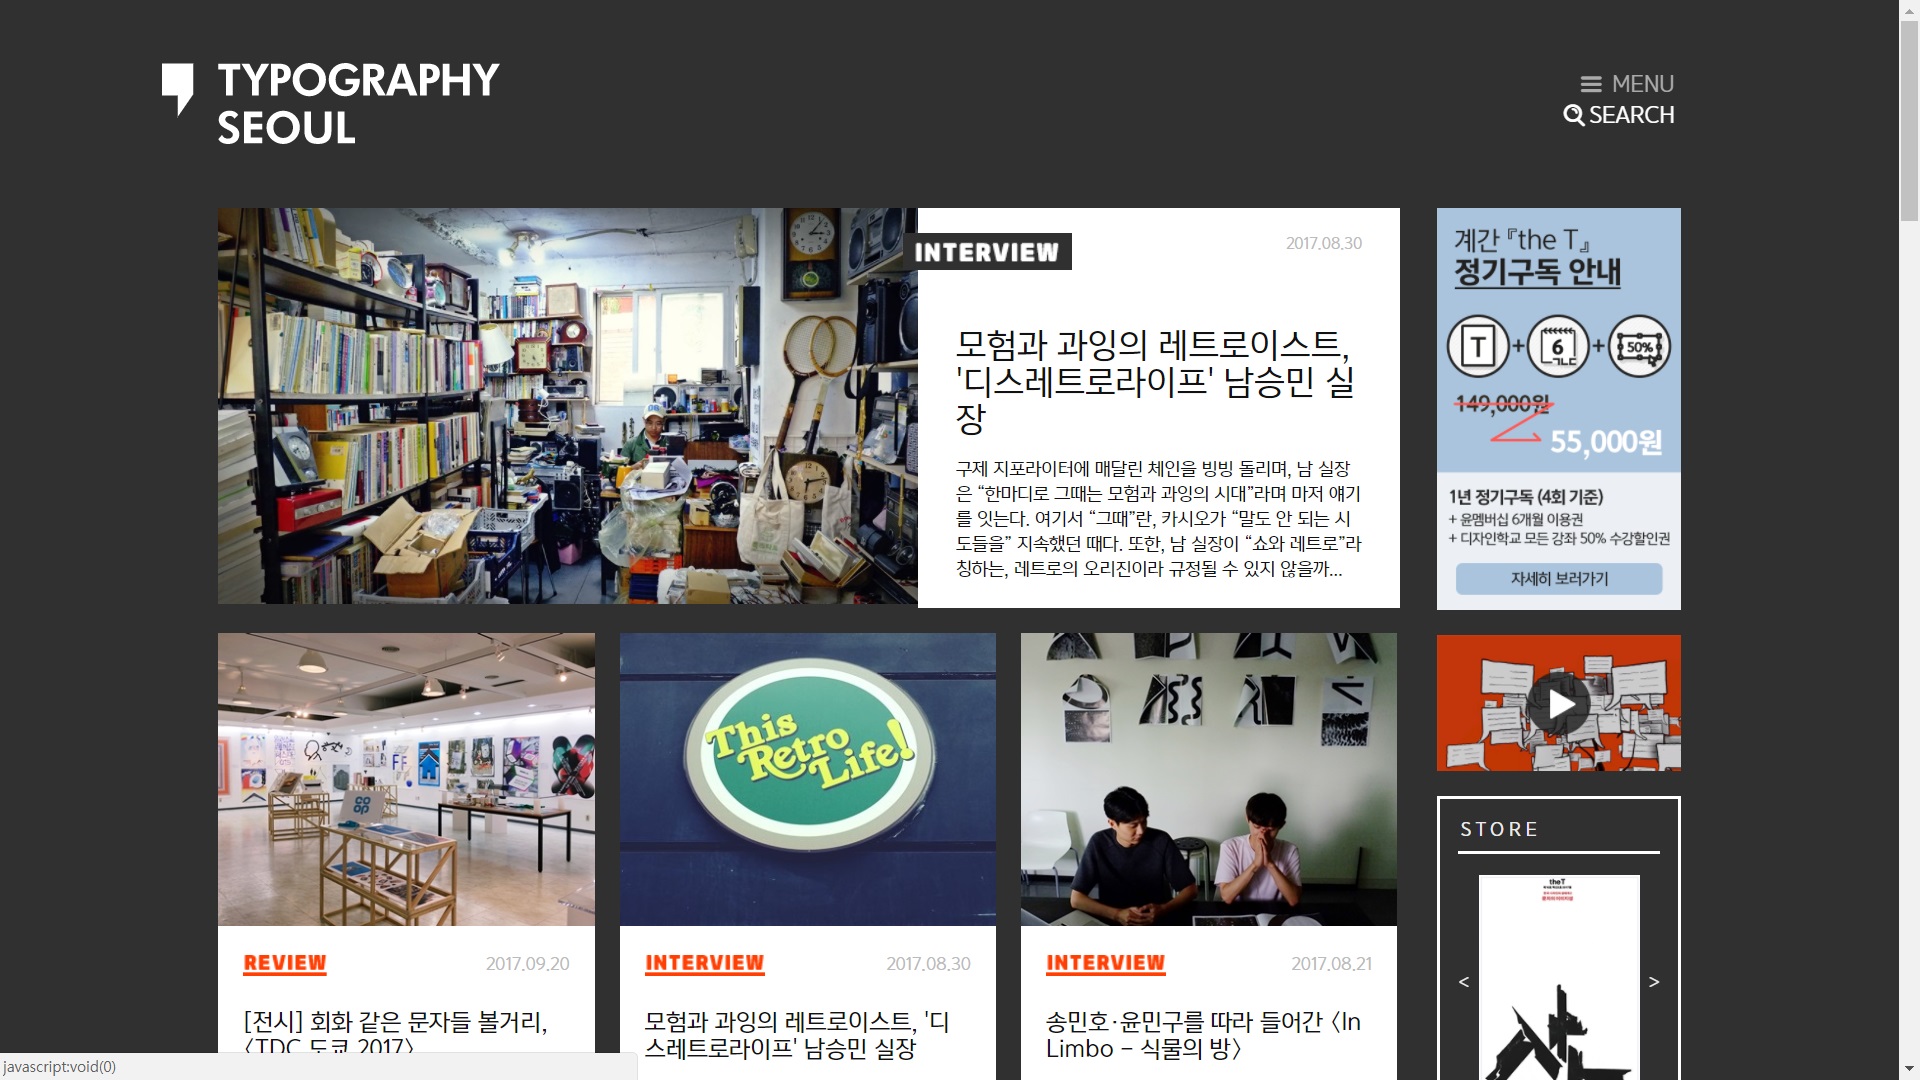 TYPOGRAPHY
SEOUL
MENU
SEARCH
INTERVIEW
2017.08.30
모험과 과잉의 레트로이스트,
'디스레트로라이프' 남승민 실
장
구제 지포라이터에 매달린 체인을 빙빙 돌리며, 남 실장
은 “한마디로 그때는 모험과 과잉의 시대”라며 마저 얘기
를 잇는다. 여기서 “그때”란, 카시오가 “말도 안 되는 시
도들을” 지속했던 때다. 또한, 남 실장이 “쇼와 레트로”라
칭하는, 레트로의 오리진이라 규정될 수 있지 않을까...
계간『the T』
정기구독 안내
T + 6 + 50%
149,000원
55,000원
1년 정기구독 (4회 기준)
+ 윤멤버십 6개월 이용권
+ 디자인학교 모든 강좌 50% 수강할인권
자세히 보러가기
CO
OP
FF
This
Retro
Life!
REVIEW
2017.09.20
[전시] 회화 같은 문자들 볼거리,
〈TDC 도쿄 2017〉
INTERVIEW
2017.08.30
모험과 과잉의 레트로이스트, '디
스레트로라이프' 남승민 실장
INTERVIEW
2017.08.21
송민호·윤민구를 따라 들어간 〈In
Limbo – 식물의 방〉
STORE
the T
<
>
javascript:void(0)